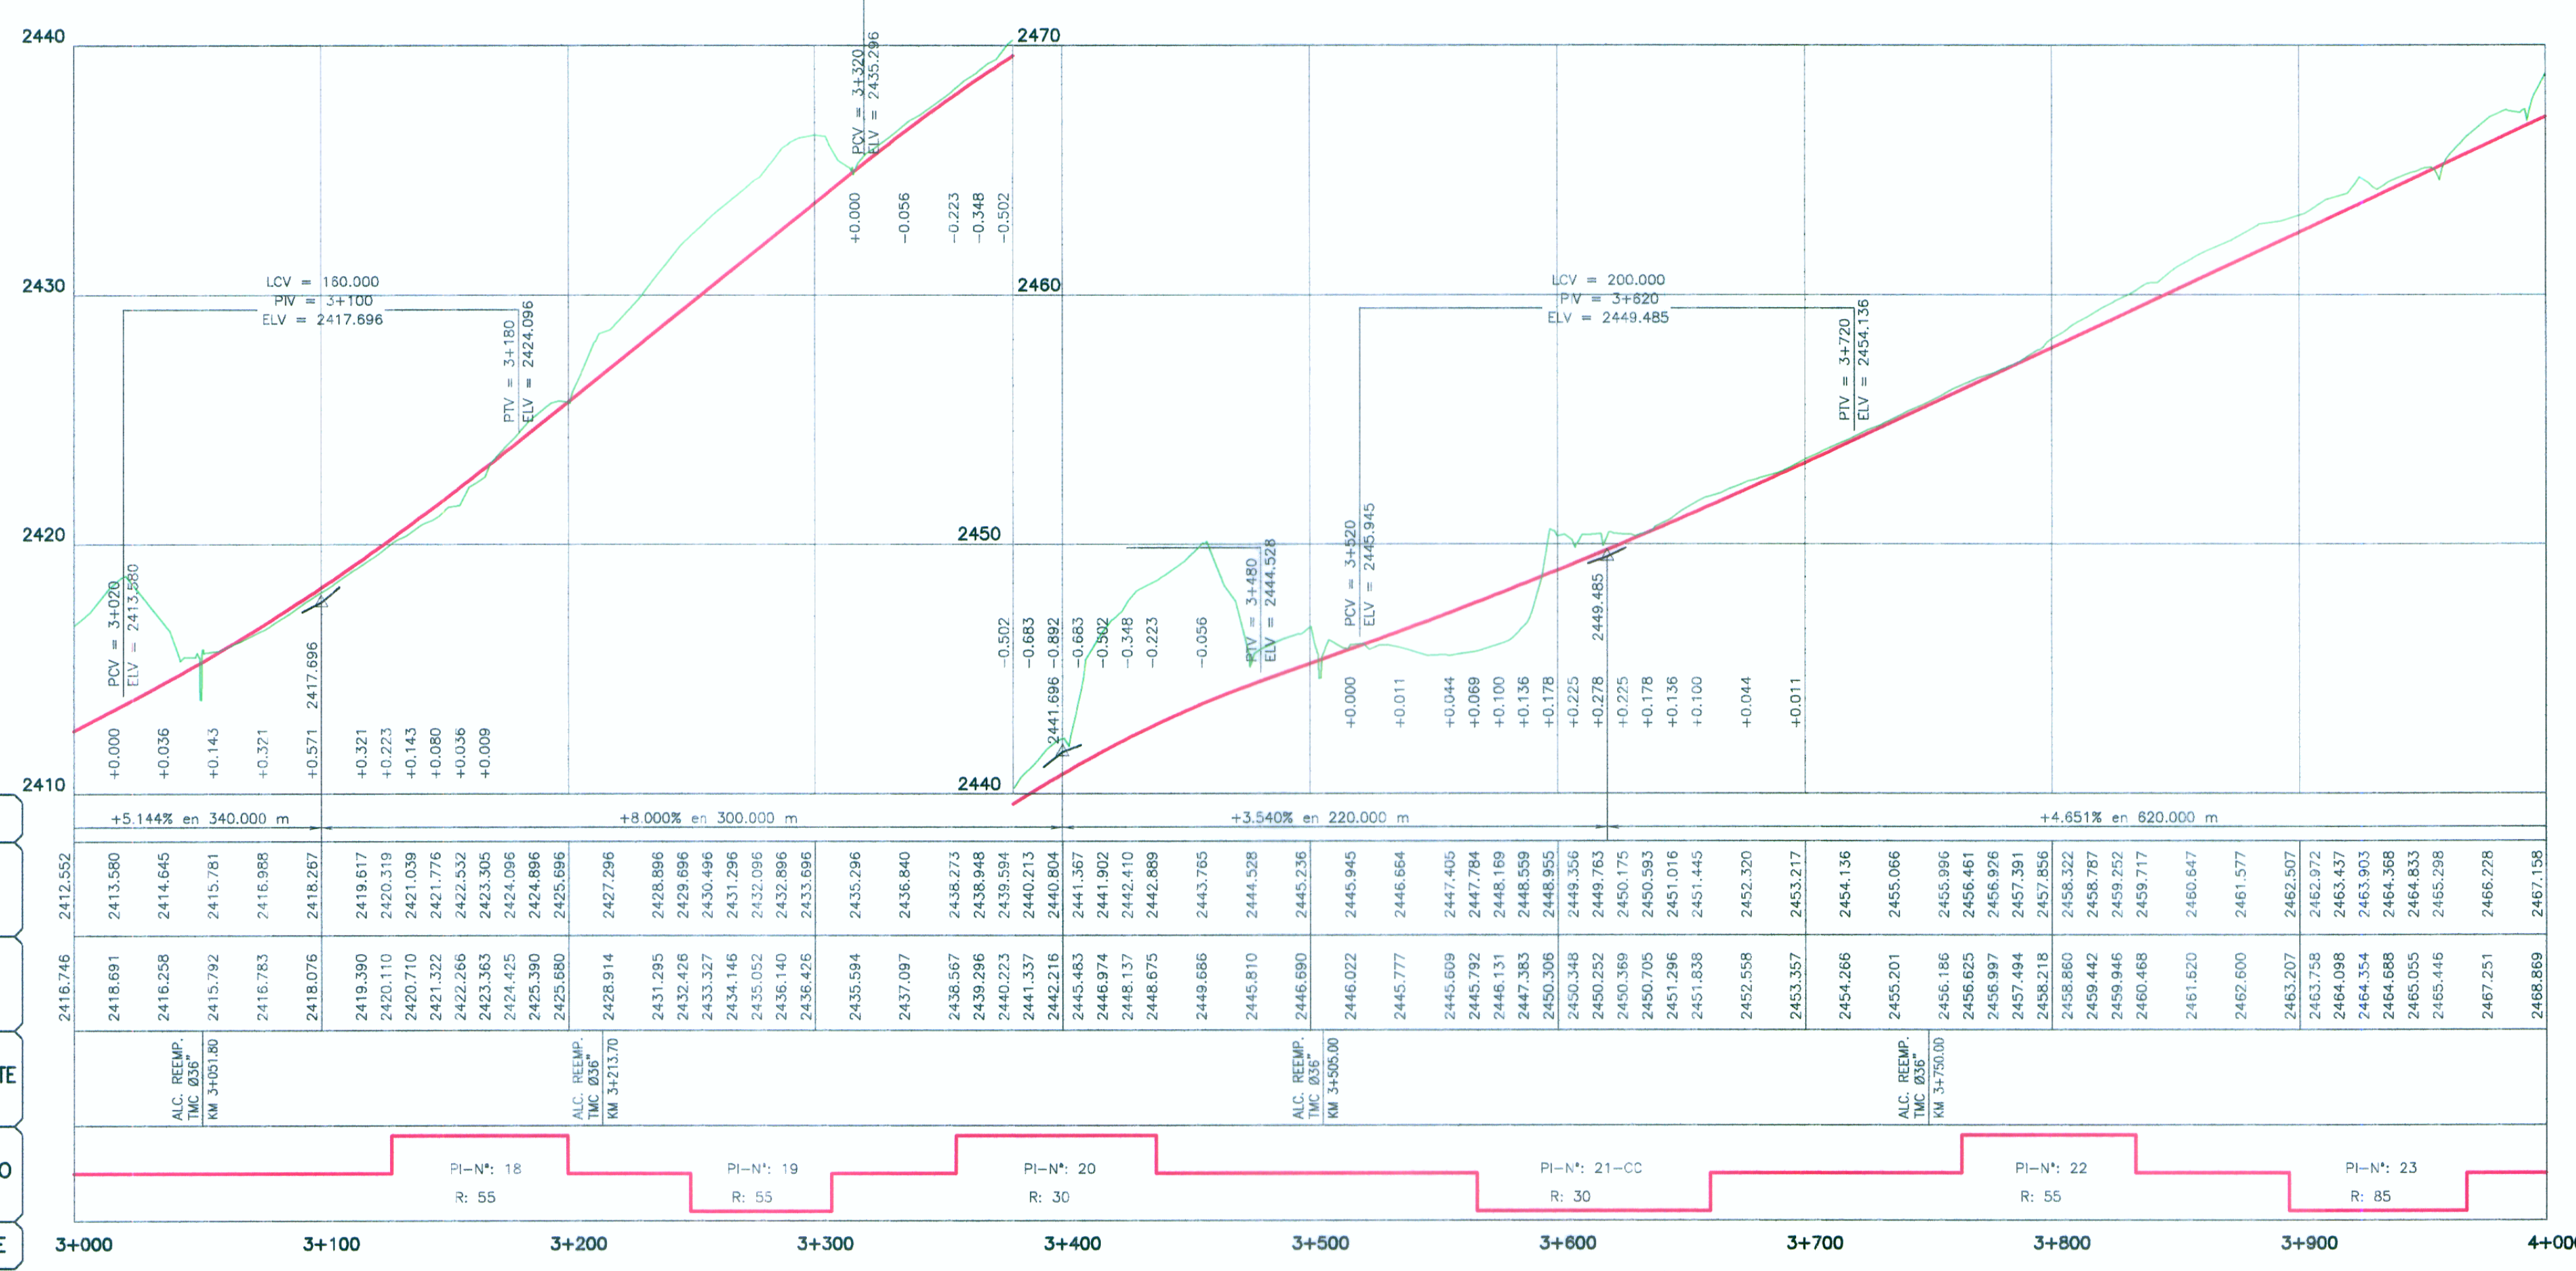 2440
2430
2420
2410
2470
2460
2450
2440
LCV = 160.000
PIV = 3+100
ELV = 2417.696
PCV = 3+020
ELV = 2413.580
PTV = 3+180
ELV = 2424.096
PCV = 3+320
ELV = 2435.296
PTV = 3+480
ELV = 2444.528
LCV = 200.000
PIV = 3+620
ELV = 2449.485
PCV = 3+520
ELV = 2445.945
PTV = 3+720
ELV = 2454.136
2417.696
2441.696
2449.485
+0.000 +0.036 +0.143 +0.321 +0.571 +0.321 +0.223 +0.143 +0.080 +0.036 +0.009
+0.000 -0.056 -0.223 -0.348 -0.502
-0.502 -0.683 -0.892 -0.683 -0.502 -0.348 -0.223 -0.056
+0.000 +0.011 +0.044 +0.069 +0.100 +0.136 +0.178 +0.225 +0.278 +0.225 +0.178 +0.136 +0.100 +0.044 +0.011
+5.144% en 340.000 m
+8.000% en 300.000 m
+3.540% en 220.000 m
+4.651% en 620.000 m
2412.552 2413.580 2414.645 2415.781 2416.988 2418.267 2419.617 2420.319 2421.039 2421.776 2422.532 2423.305 2424.096 2424.896 2425.696 2427.296 2428.896 2429.696 2430.496 2431.296 2432.096 2432.896 2433.696 2435.296 2436.840 2438.273 2438.948 2439.594 2440.213 2440.804 2441.367 2441.902 2442.410 2442.889 2443.765 2444.528 2445.236 2445.945 2446.664 2447.405 2447.784 2448.169 2448.559 2448.955 2449.356 2449.763 2450.175 2450.593 2451.016 2451.445 2452.320 2453.217 2454.136 2455.066 2455.996 2456.461 2456.926 2457.391 2457.856 2458.322 2458.787 2459.252 2459.717 2460.647 2461.577 2462.507 2462.972 2463.437 2463.903 2464.368 2464.833 2465.298 2466.228 2467.158
2416.746 2418.691 2416.258 2415.792 2416.783 2418.076 2419.390 2420.110 2420.710 2421.322 2422.266 2423.363 2424.425 2425.390 2425.680 2428.914 2431.295 2432.426 2433.327 2434.146 2435.052 2436.140 2436.426 2435.594 2437.097 2438.567 2439.296 2440.223 2441.337 2442.216 2445.483 2446.974 2448.137 2448.675 2449.686 2445.810 2446.690 2446.022 2445.777 2445.609 2445.792 2446.131 2447.383 2450.306 2450.348 2450.252 2450.369 2450.705 2451.296 2451.838 2452.558 2453.357 2454.266 2455.201 2456.186 2456.625 2456.997 2457.494 2458.218 2458.860 2459.442 2459.946 2460.468 2461.620 2462.600 2463.207 2463.758 2464.098 2464.354 2464.688 2465.055 2465.446 2467.251 2468.869
TE
ALC. REEMP.
TMC Ø36"
KM 3+051.80
ALC. REEMP.
TMC Ø36"
KM 3+213.70
ALC. REEMP.
TMC Ø36"
KM 3+505.00
ALC. REEMP.
TMC Ø36"
KM 3+750.00
O
PI-N°: 18
R: 55
PI-N°: 19
R: 55
PI-N°: 20
R: 30
PI-N°: 21-CC
R: 30
PI-N°: 22
R: 55
PI-N°: 23
R: 85
E
3+000 3+100 3+200 3+300 3+400 3+500 3+600 3+700 3+800 3+900 4+000